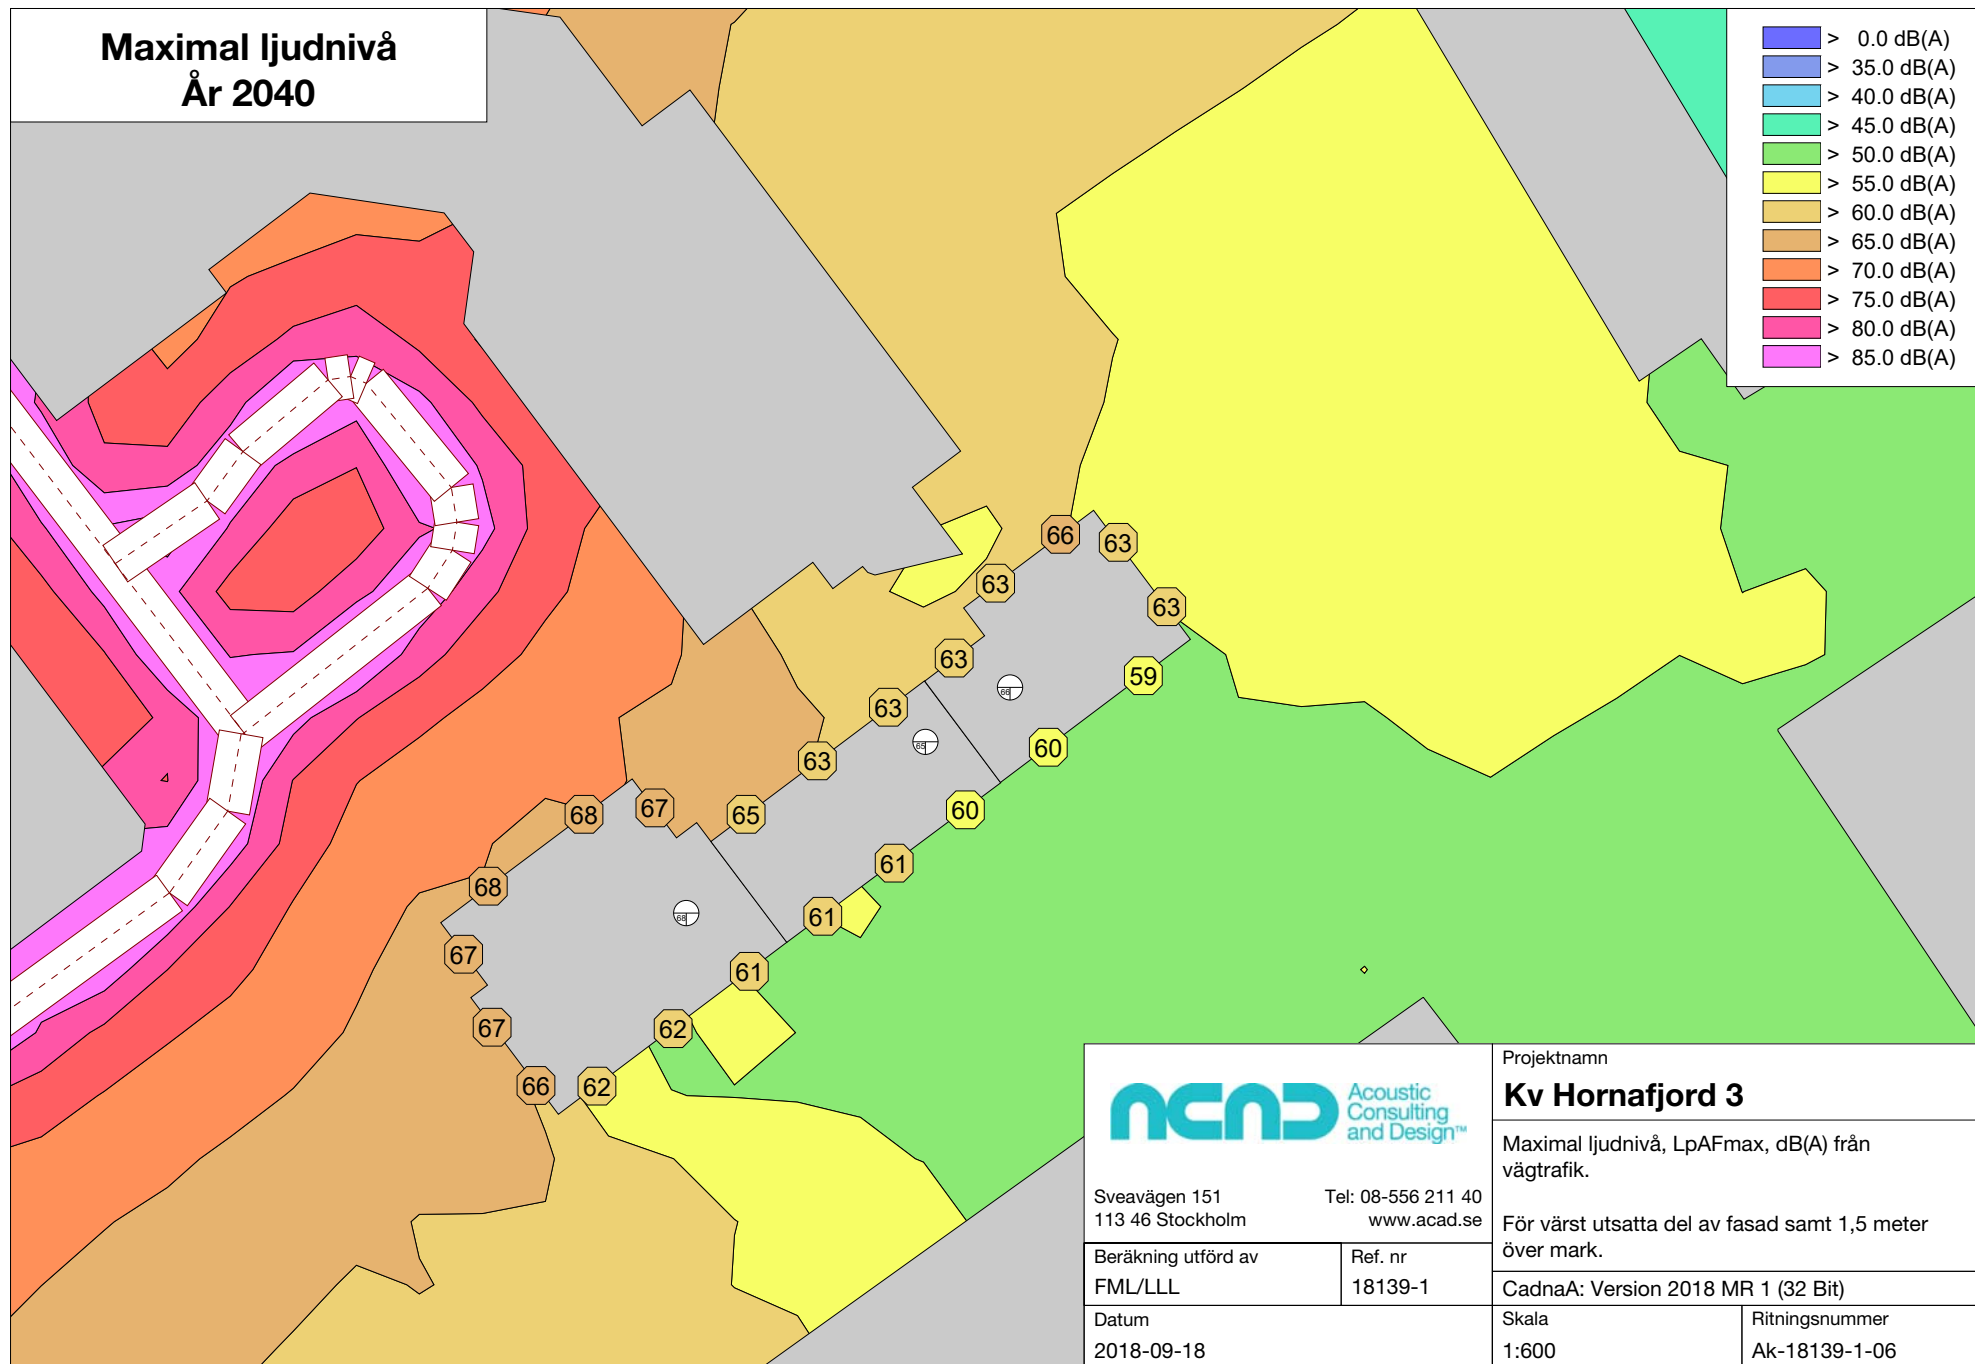 Maximal ljudnivå
År 2040
> 0.0 dB(A)
> 35.0 dB(A)
> 40.0 dB(A)
> 45.0 dB(A)
> 50.0 dB(A)
> 55.0 dB(A)
> 60.0 dB(A)
> 65.0 dB(A)
> 70.0 dB(A)
> 75.0 dB(A)
> 80.0 dB(A)
> 85.0 dB(A)
66
63
63
63
63
59
66
63
65
60
63
68
67
65
60
61
68
68
61
67
61
67
62
66
62
ACAD
Acoustic
Consulting
and Design™
Sveavägen 151
113 46 Stockholm
Tel: 08-556 211 40
www.acad.se
Beräkning utförd av
FML/LLL
Ref. nr
18139-1
Datum
2018-09-18
Projektnamn
Kv Hornafjord 3
Maximal ljudnivå, LpAFmax, dB(A) från
vägtrafik.
För värst utsatta del av fasad samt 1,5 meter
över mark.
CadnaA: Version 2018 MR 1 (32 Bit)
Skala
1:600
Ritningsnummer
Ak-18139-1-06